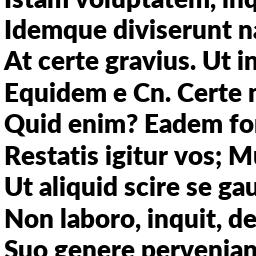 Istam voluptatem, inq
Idemque diviserunt na
At certe gravius. Ut in
Equidem e Cn. Certe
Quid enim? Eadem for
Restatis igitur vos; Mu
Ut aliquid scire se gau
Non laboro, inquit, de
Suo genere pervenian